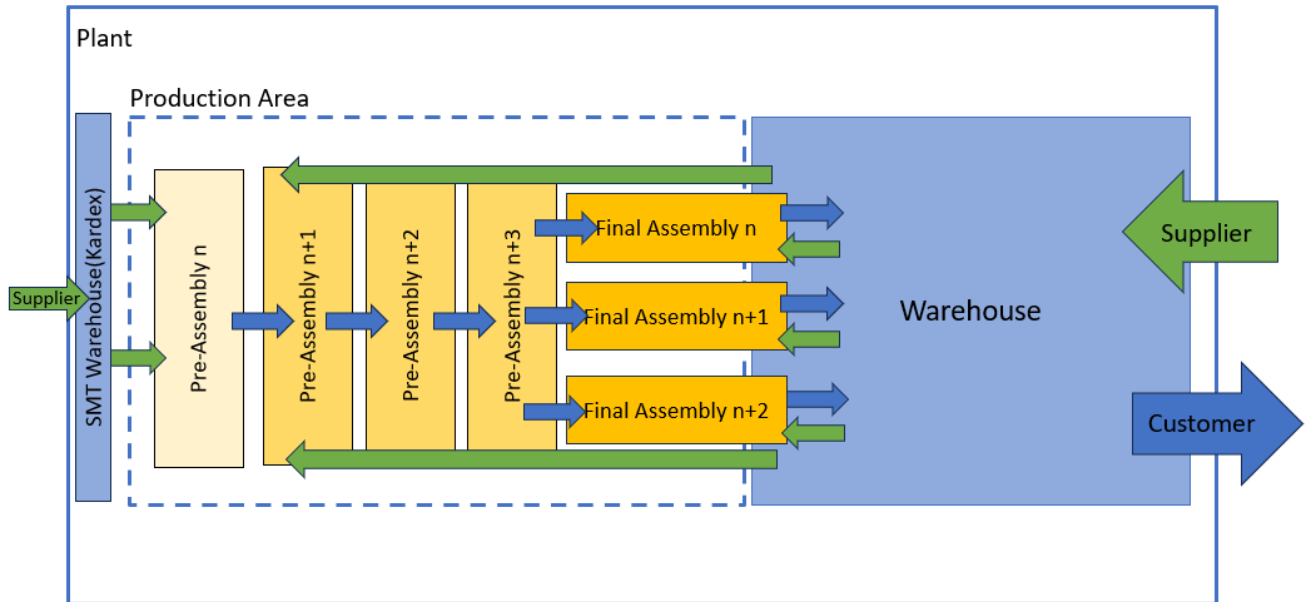 Plant
Production Area
Supplier
SMT Warehouse(Kardex)
Pre-Assembly n
Pre-Assembly n+1
Pre-Assembly n+2
Pre-Assembly n+3
Final Assembly n
Final Assembly n+1
Final Assembly n+2
Warehouse
Supplier
Customer